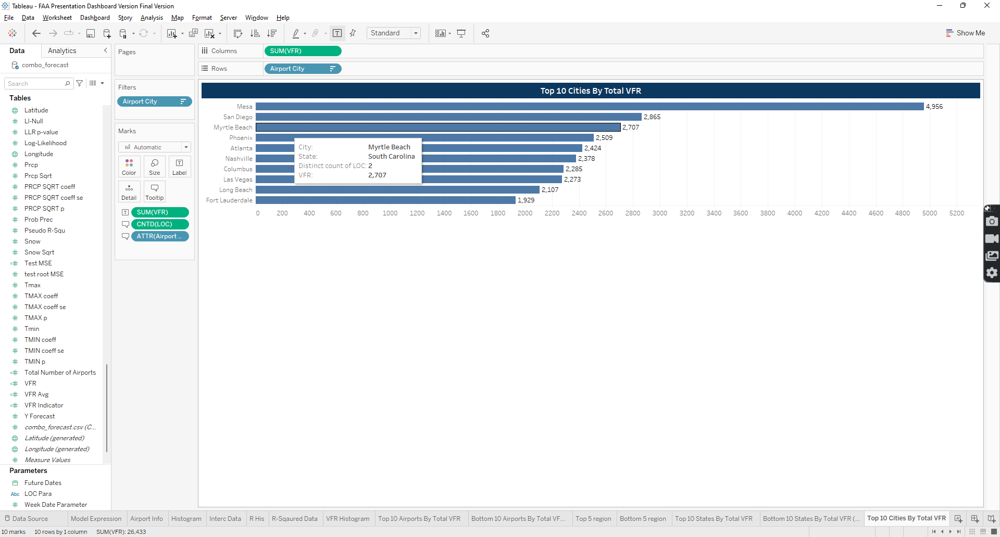 Tableau - FAA Presentation Dashboard Version Final Version
File Data Worksheet Dashboard Story Analysis Map Format Server Window Help
Standard
Show Me
Data Analytics
combo_forecast
Search
Tables
Latitude
Ll-Null
LLR p-value
Log-Likelihood
Longitude
Prcp
Prcp Sqrt
PRCP SQRT coeff
PRCP SQRT coeff se
PRCP SQRT p
Prob Prec
Pseudo R-Squ
Snow
Snow Sqrt
Test MSE
test root MSE
Tmax
TMAX coeff
TMAX coeff se
TMAX p
Tmin
TMIN coeff
TMIN coeff se
TMIN p
Total Number of Airports
VFR
VFR Avg
VFR Indicator
Y Forecast
combo_forecast.csv (C...
Latitude (generated)
Longitude (generated)
Measure Values
Parameters
Future Dates
Abc LOC Para
Week Date Parameter
Pages
Filters
Airport City
Marks
Automatic
Color Size Label
Detail Tooltip
SUM(VFR)
CNTD(LOC)
ATTR(Airport ..
Columns SUM(VFR)
Rows Airport City
Top 10 Cities By Total VFR
Mesa 4,956
San Diego 2,865
Myrtle Beach 2,707
Phoenix 2,509
Atlanta 2,424
Nashville 2,378
Columbus 2,285
Las Vegas 2,273
Long Beach 2,107
Fort Lauderdale 1,929
City: Myrtle Beach
State: South Carolina
Distinct count of LOC: 2
VFR: 2,707
0 200 400 600 800 1000 1200 1400 1600 1800 2000 2200 2400 2600 2800 3000 3200 3400 3600 3800 4000 4200 4400 4600 4800 5000 5200
Data Source Model Expression Airport Info Histogram Interc Data R His R-Sqaured Data VFR Histogram Top 10 Airports By Total VFR Bottom 10 Airports By Total VF... Top 5 region Bottom 5 region Top 10 States By Total VFR Bottom 10 States By Total VFR (... Top 10 Cities By Total VFR
10 marks 10 rows by 1 column SUM(VFR): 26,433